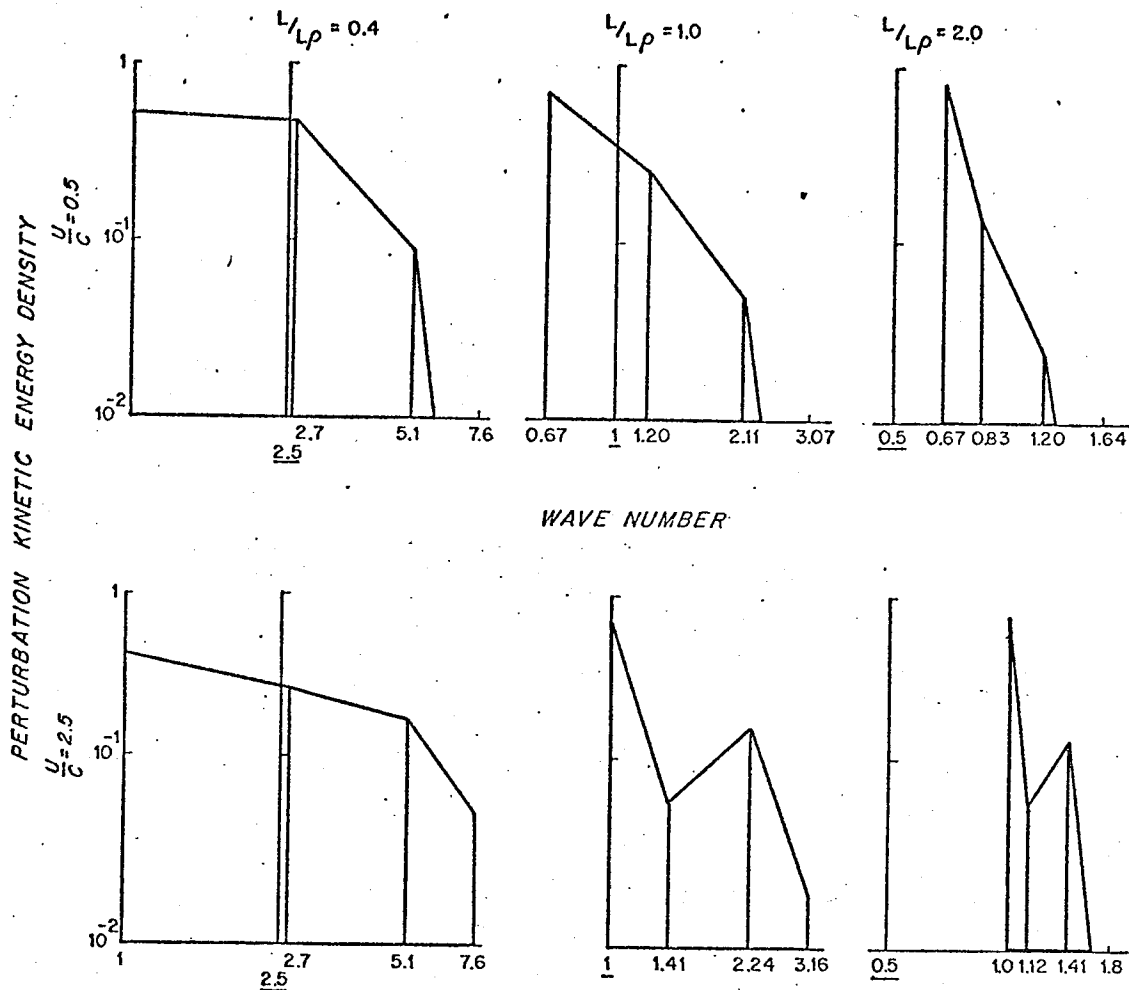 L/Lρ = 0.4
L/Lρ = 1.0
L/Lρ = 2.0
PERTURBATION KINETIC ENERGY DENSITY
U/C = 0.5
1
10⁻¹
10⁻²
2.7 5.1 7.6
2.5
0.67 1 1.20 2.11 3.07
0.5 0.67 0.83 1.20 1.64
WAVE NUMBER
U/C = 2.5
1
10⁻¹
10⁻²
1 2.7 5.1 7.6
2.5
1 1.41 2.24 3.16
0.5 1.0 1.12 1.41 1.8